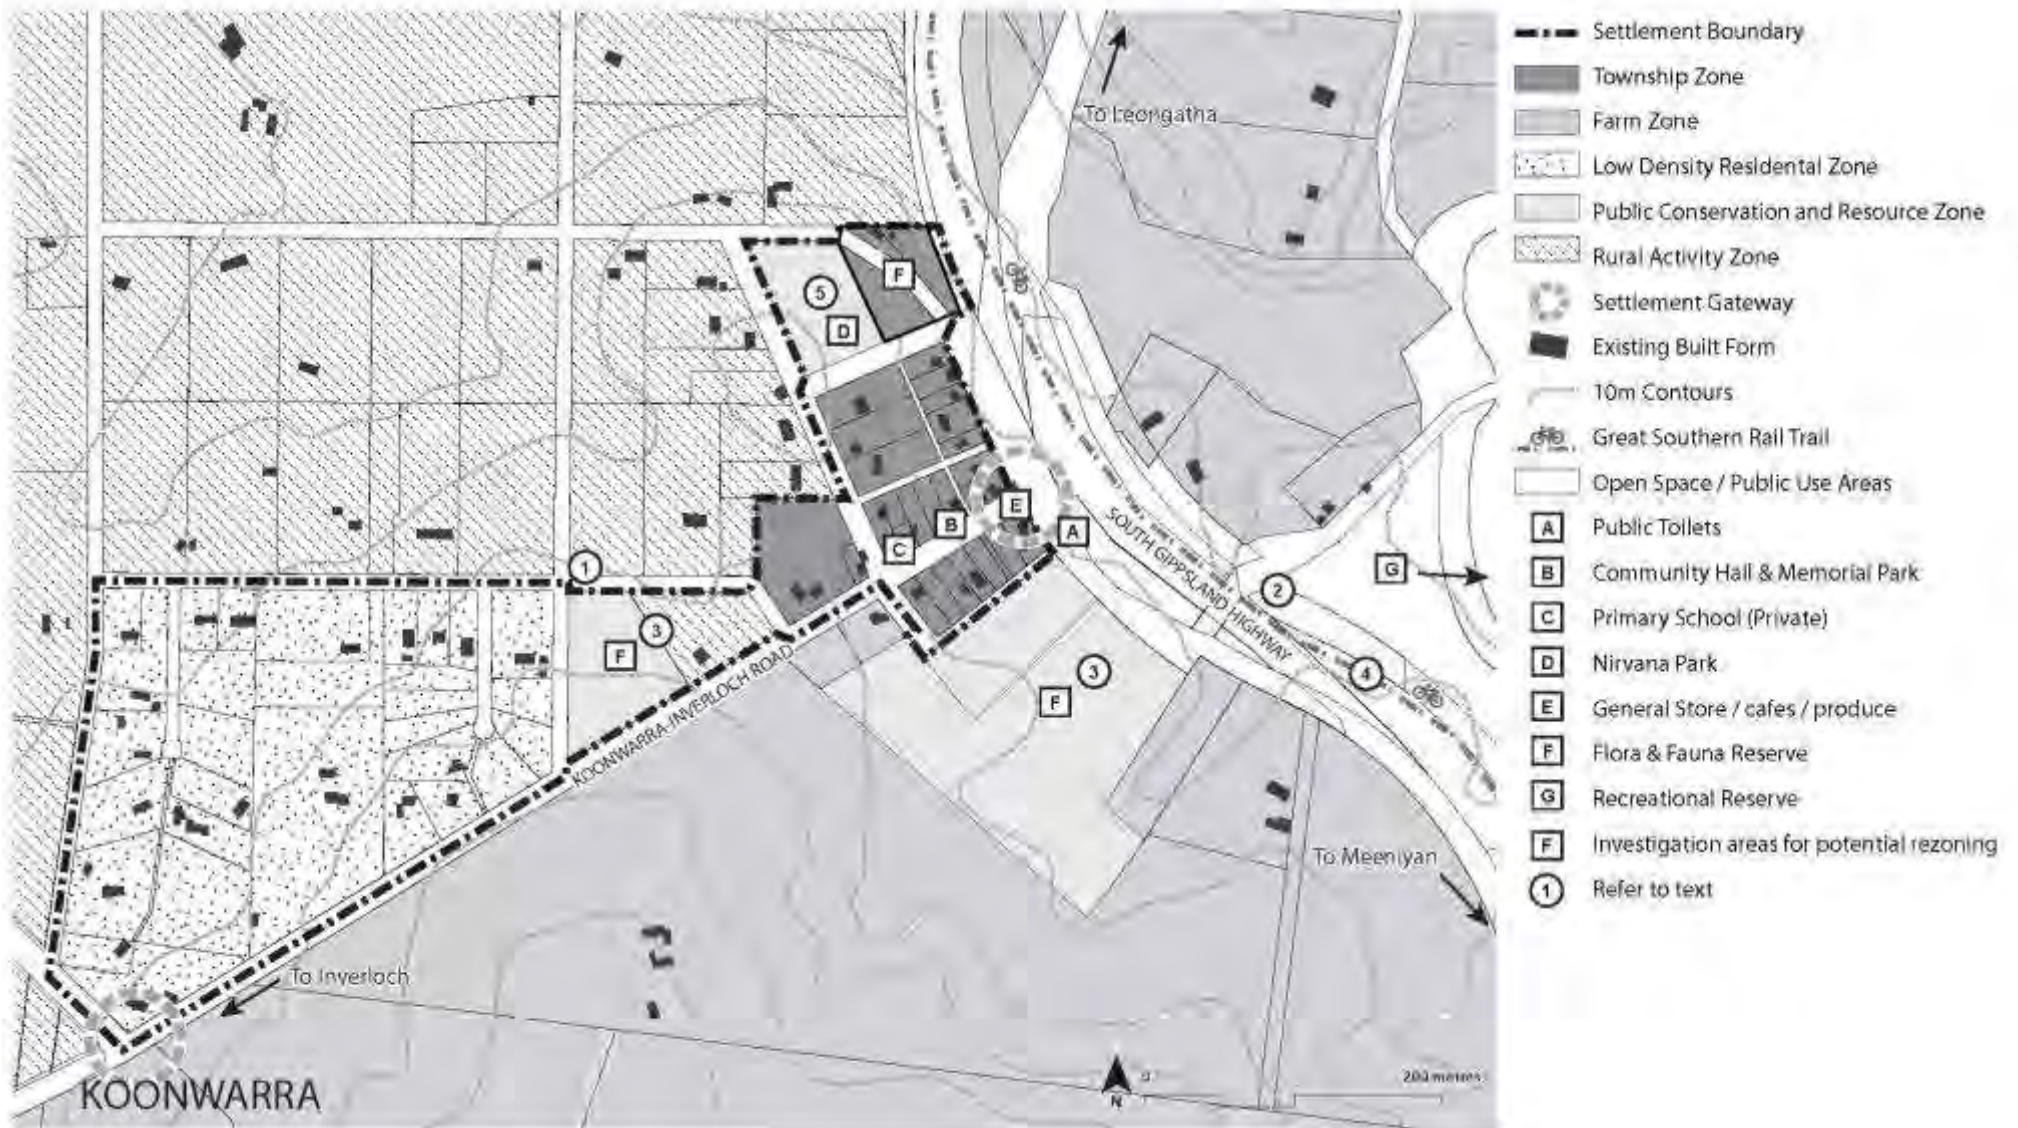 To Leongatha
F
5
D
1
E
B
A
C
SOUTH GIPPSLAND HIGHWAY
2
G
3
F
3
F
4
KOONWARRA-INVERLOCH ROAD
To Meeniyan
To Inverloch
KOONWARRA
N
200 metres
Settlement Boundary
Township Zone
Farm Zone
Low Density Residental Zone
Public Conservation and Resource Zone
Rural Activity Zone
Settlement Gateway
Existing Built Form
10m Contours
Great Southern Rail Trail
Open Space / Public Use Areas
A Public Toilets
B Community Hall & Memorial Park
C Primary School (Private)
D Nirvana Park
E General Store / cafes / produce
F Flora & Fauna Reserve
G Recreational Reserve
F Investigation areas for potential rezoning
1 Refer to text